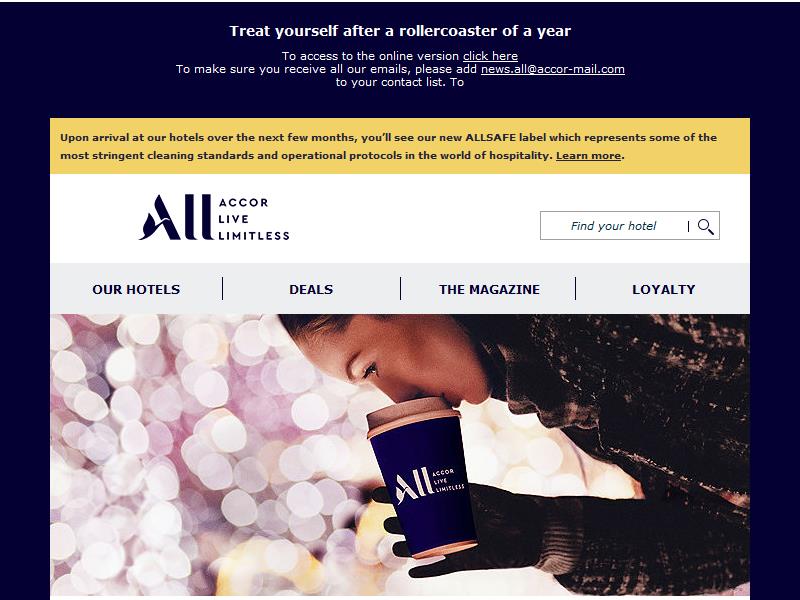 Treat yourself after a rollercoaster of a year
To access to the online version click here
To make sure you receive all our emails, please add news.all@accor-mail.com
to your contact list. To
Upon arrival at our hotels over the next few months, you'll see our new ALLSAFE label which represents some of the
most stringent cleaning standards and operational protocols in the world of hospitality. Learn more.
All ACCOR
LIVE
LIMITLESS
Find your hotel
OUR HOTELS
DEALS
THE MAGAZINE
LOYALTY
All ACCOR
LIVE
LIMITLESS